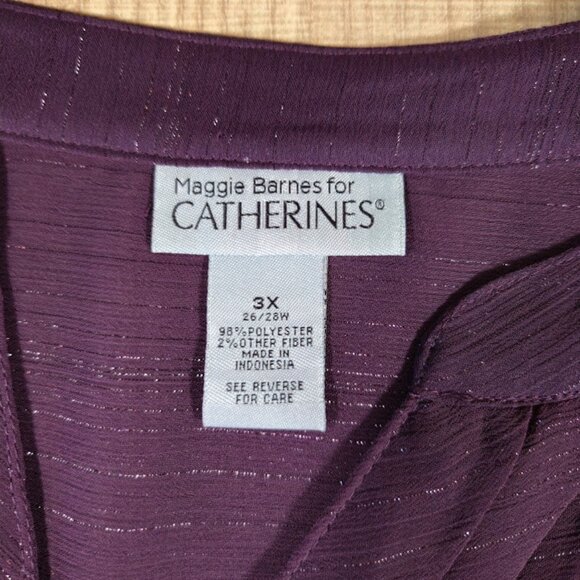 Maggie Barnes for
CATHERINES®
3X
26/28W
98%POLYESTER
2%OTHER FIBER
MADE IN
INDONESIA
SEE REVERSE
FOR CARE